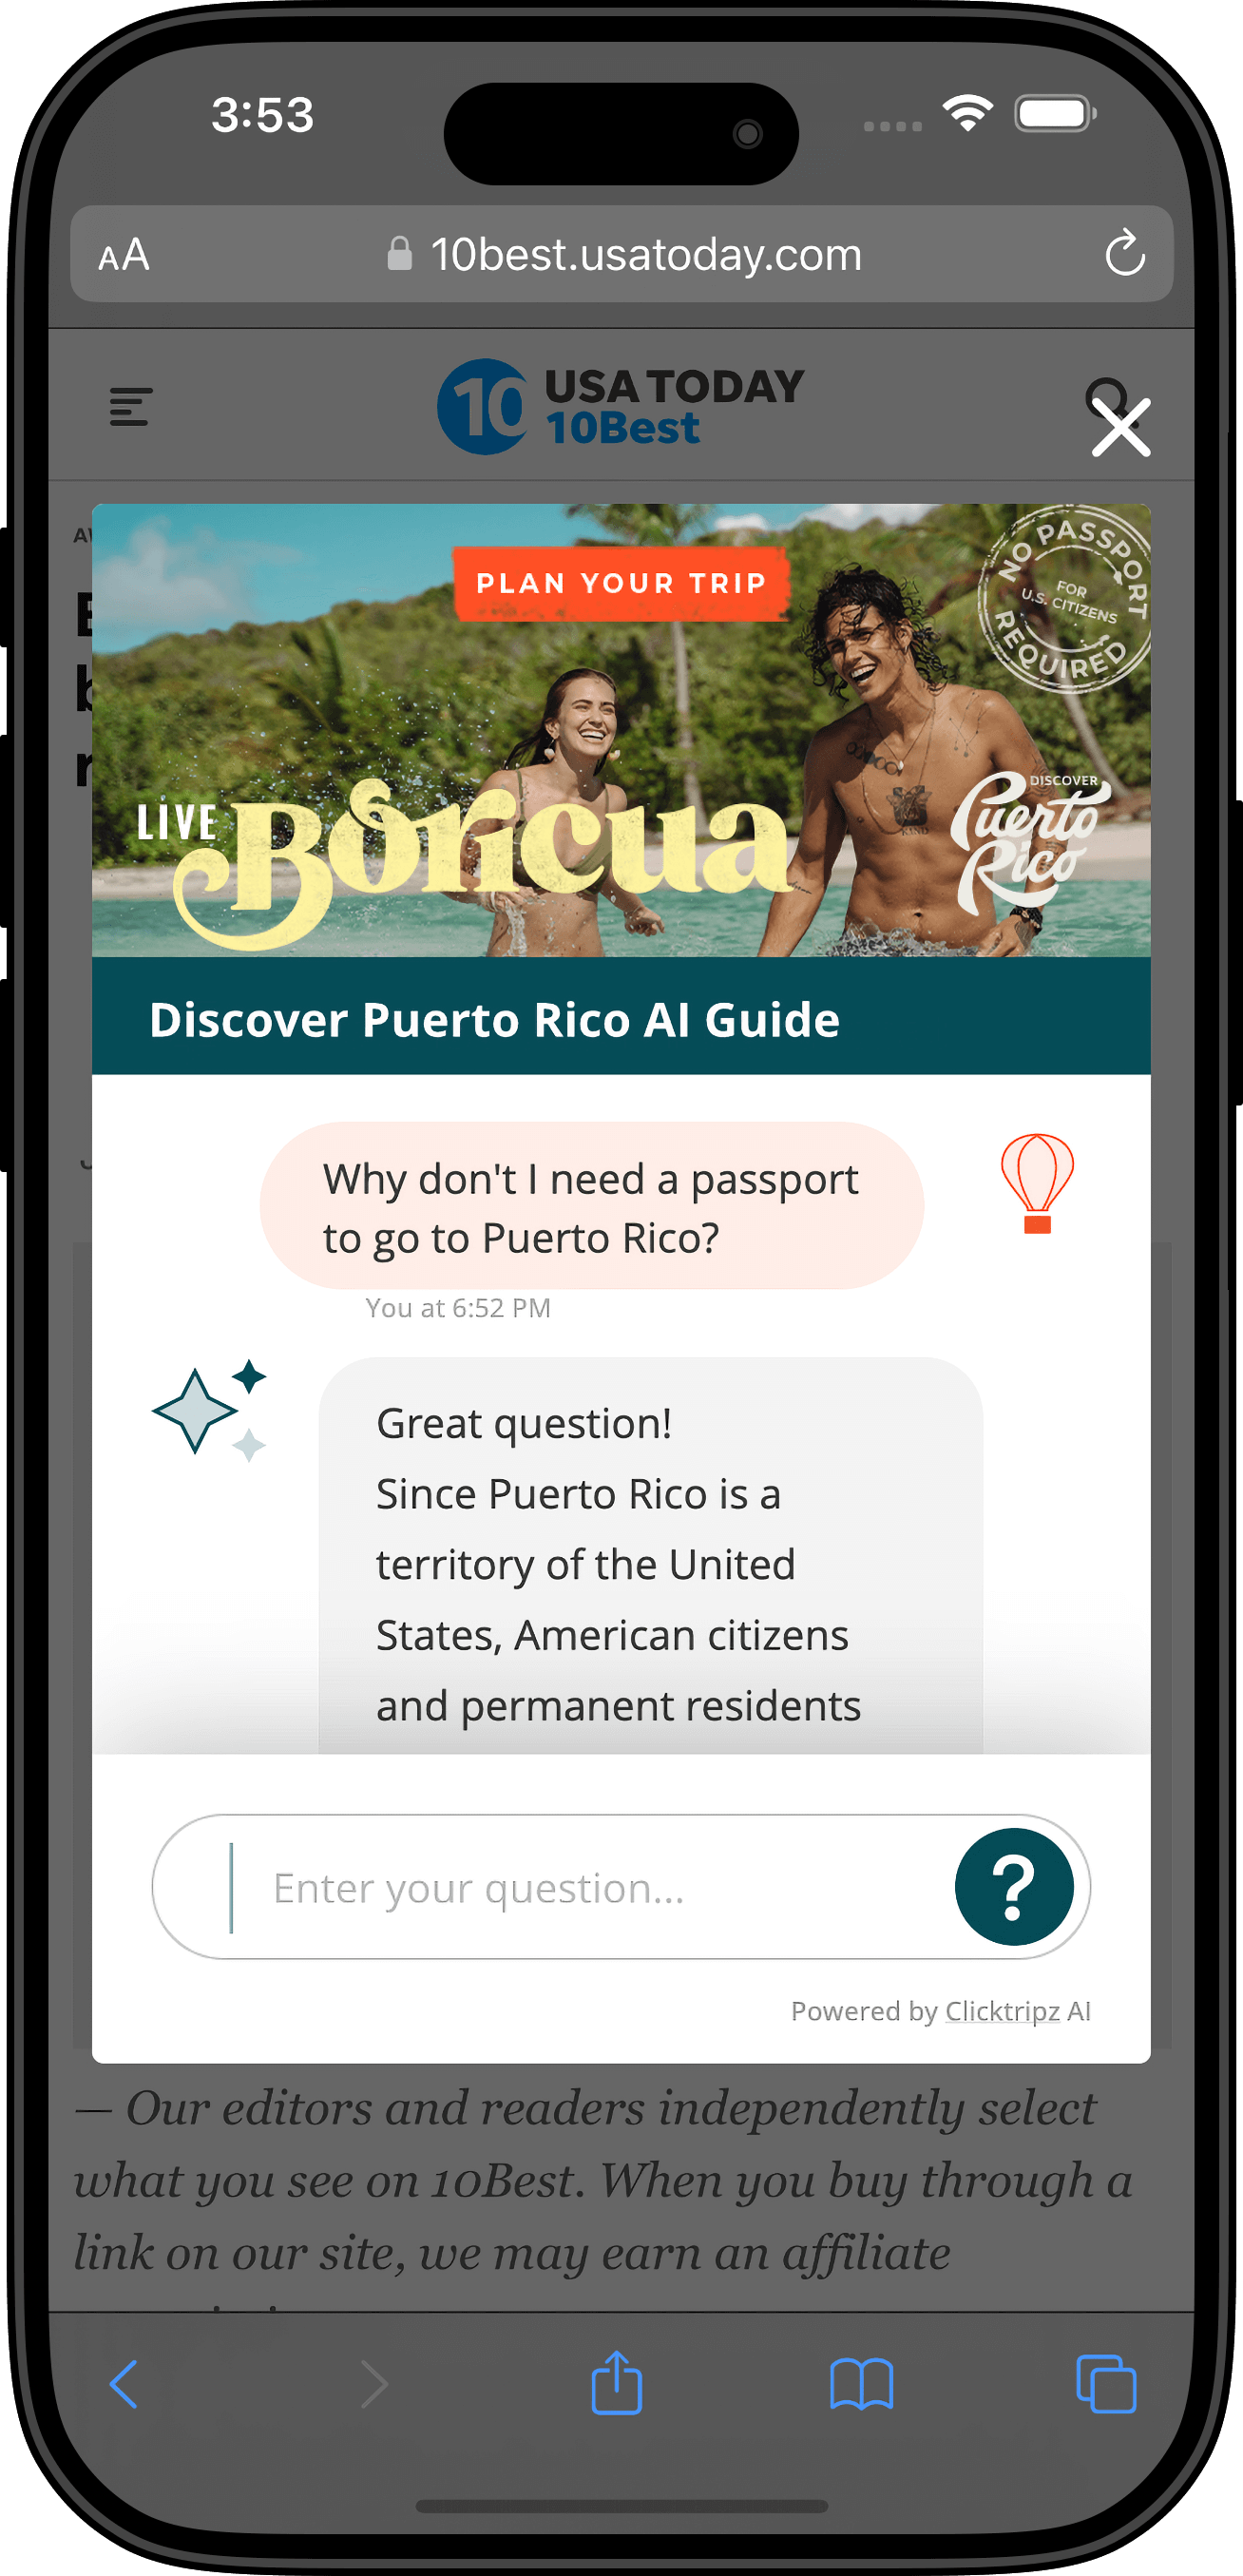 3:53
AA
10best.usatoday.com
10
USA TODAY
10Best
PLAN YOUR TRIP
NO PASSPORT
FOR
U.S. CITIZENS
REQUIRED
LIVE
Boricua
DISCOVER
Puerto
Rico
Discover Puerto Rico AI Guide
Why don't I need a passport
to go to Puerto Rico?
You at 6:52 PM
Great question!
Since Puerto Rico is a
territory of the United
States, American citizens
and permanent residents
Enter your question...
?
Powered by Clicktripz AI
— Our editors and readers independently select
what you see on 10Best. When you buy through a
link on our site, we may earn an affiliate